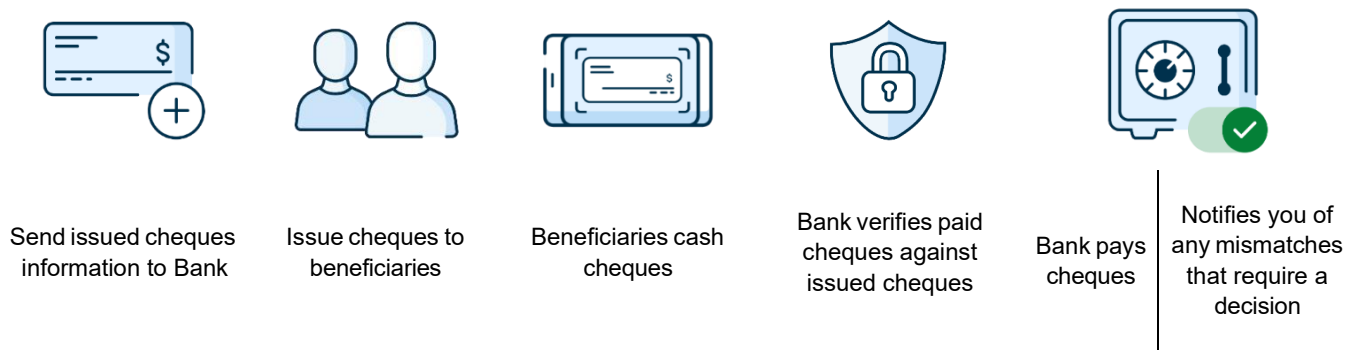 $
$
Send issued cheques
information to Bank
Issue cheques to
beneficiaries
Beneficiaries cash
cheques
Bank verifies paid
cheques against
issued cheques
Bank pays
cheques
Notifies you of
any mismatches
that require a
decision